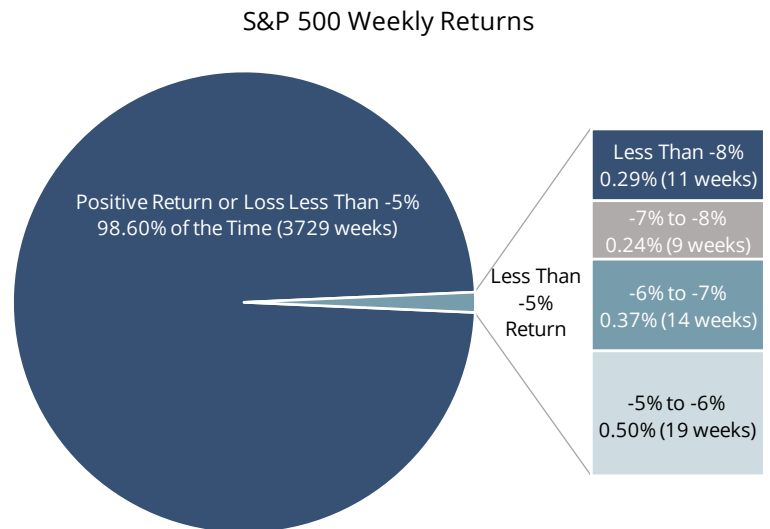 S&P 500 Weekly Returns
Positive Return or Loss Less Than -5%
98.60% of the Time (3729 weeks)
Less Than
-5%
Return
Less Than -8%
0.29% (11 weeks)
-7% to -8%
0.24% (9 weeks)
-6% to -7%
0.37% (14 weeks)
-5% to -6%
0.50% (19 weeks)